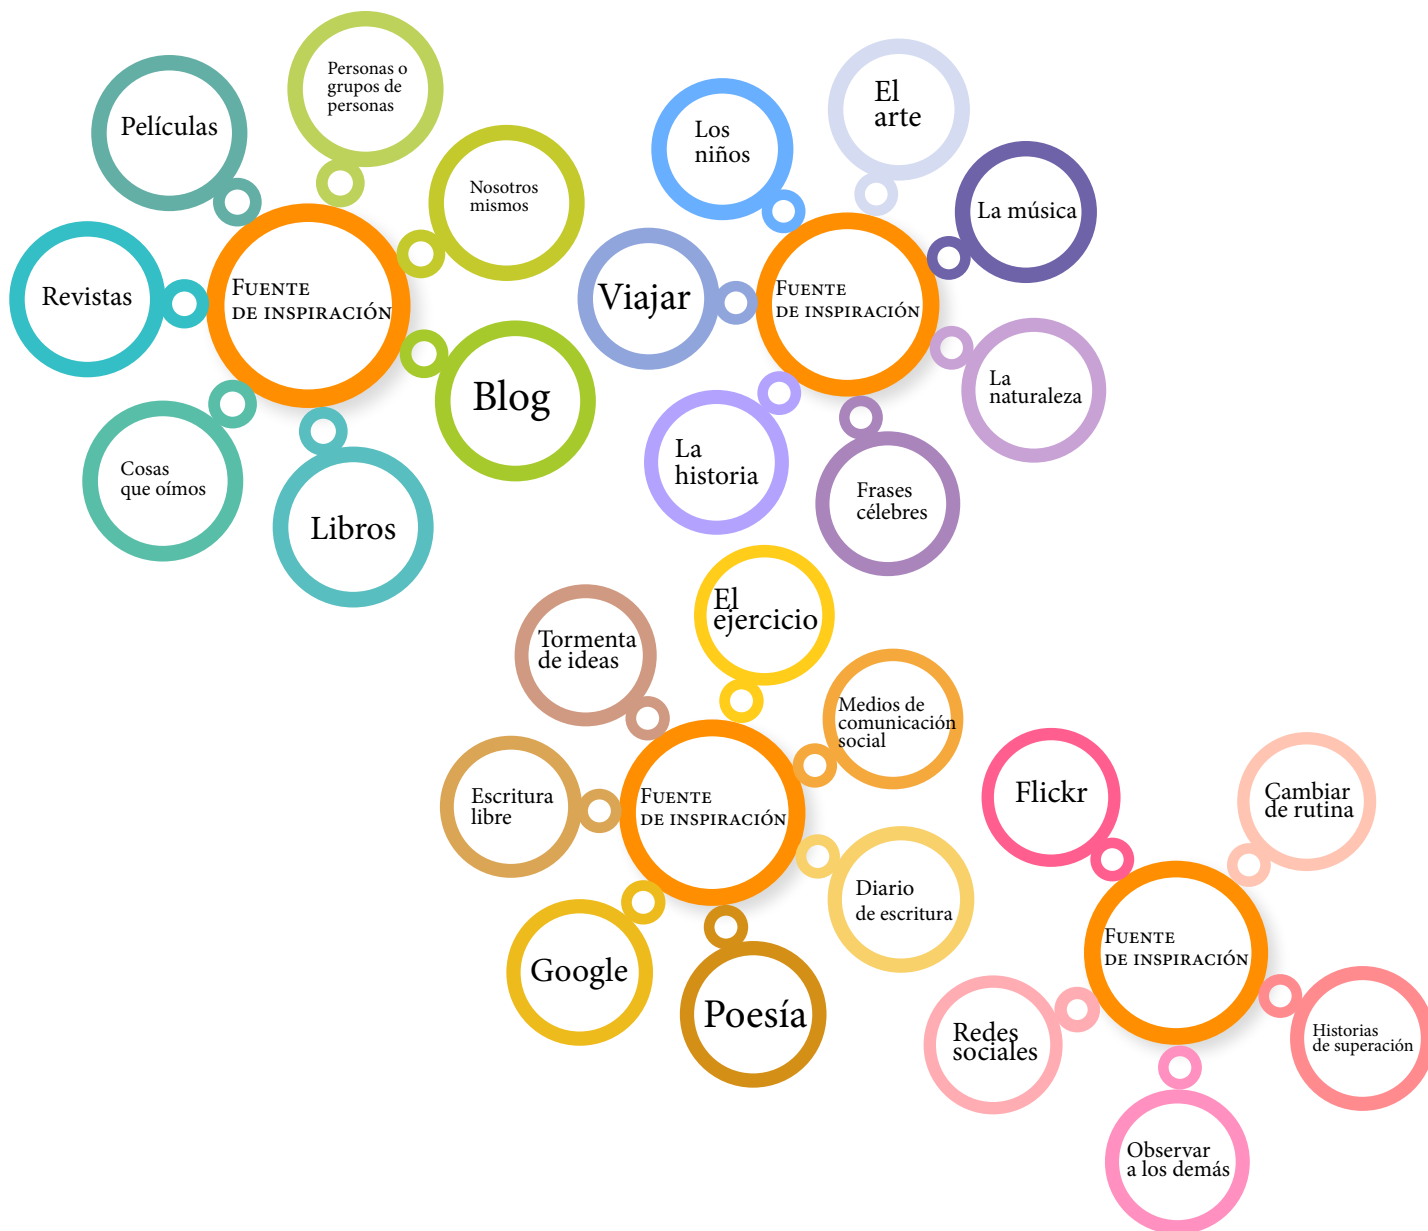 Películas
Personas o
grupos de
personas
Nosotros
mismos
Revistas
FUENTE
DE INSPIRACIÓN
Blog
Cosas
que oímos
Libros
Los
niños
El
arte
La música
Viajar
FUENTE
DE INSPIRACIÓN
La
naturaleza
La
historia
Frases
célebres
Tormenta
de ideas
El
ejercicio
Medios de
comunicación
social
Escritura
libre
FUENTE
DE INSPIRACIÓN
Diario
de escritura
Google
Poesía
Flickr
Cambiar
de rutina
FUENTE
DE INSPIRACIÓN
Redes
sociales
Historias
de superación
Observar
a los demás